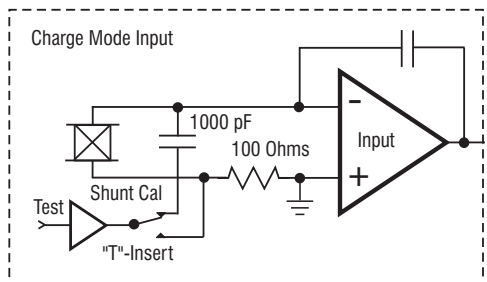 Charge Mode Input
1000 pF
100 Ohms
-
Input
+
Shunt Cal
Test
"T"-Insert